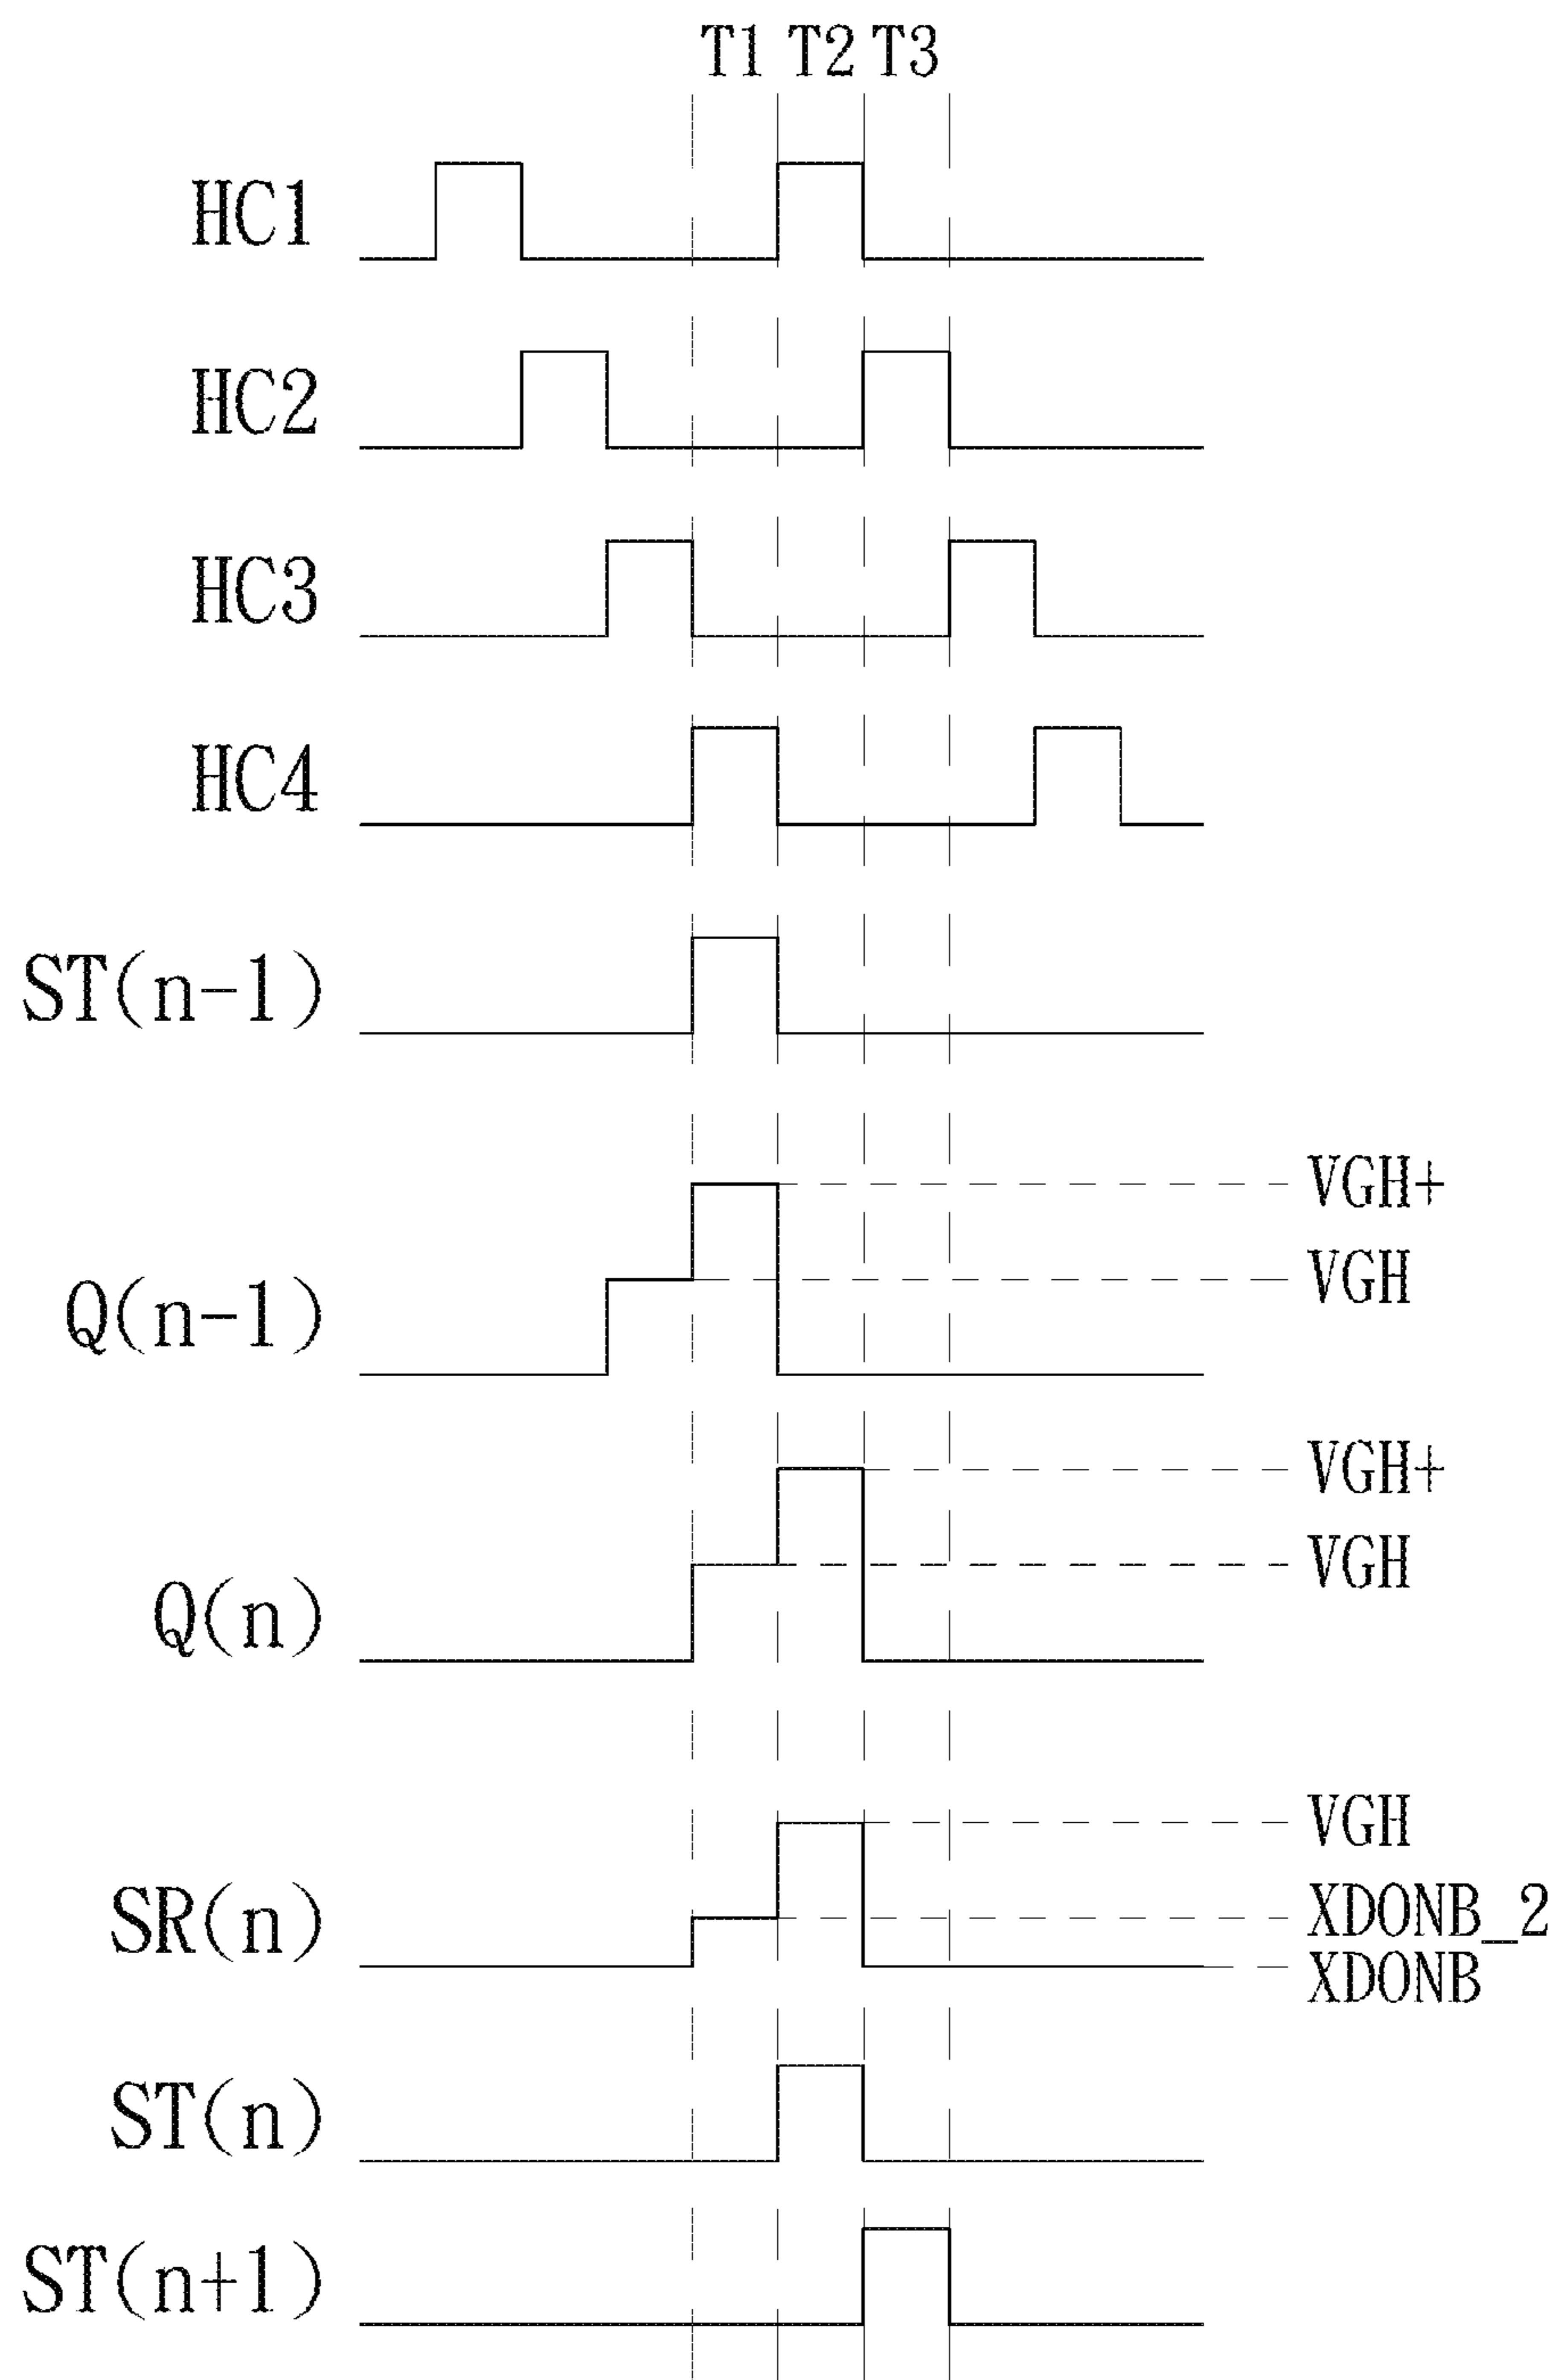 T1 T2 T3
HC1
HC2
HC3
HC4
ST(n-1)
VGH+
VGH
Q(n-1)
VGH+
VGH
Q(n)
VGH
SR(n)
XDONB_2
XDONB
ST(n)
ST(n+1)